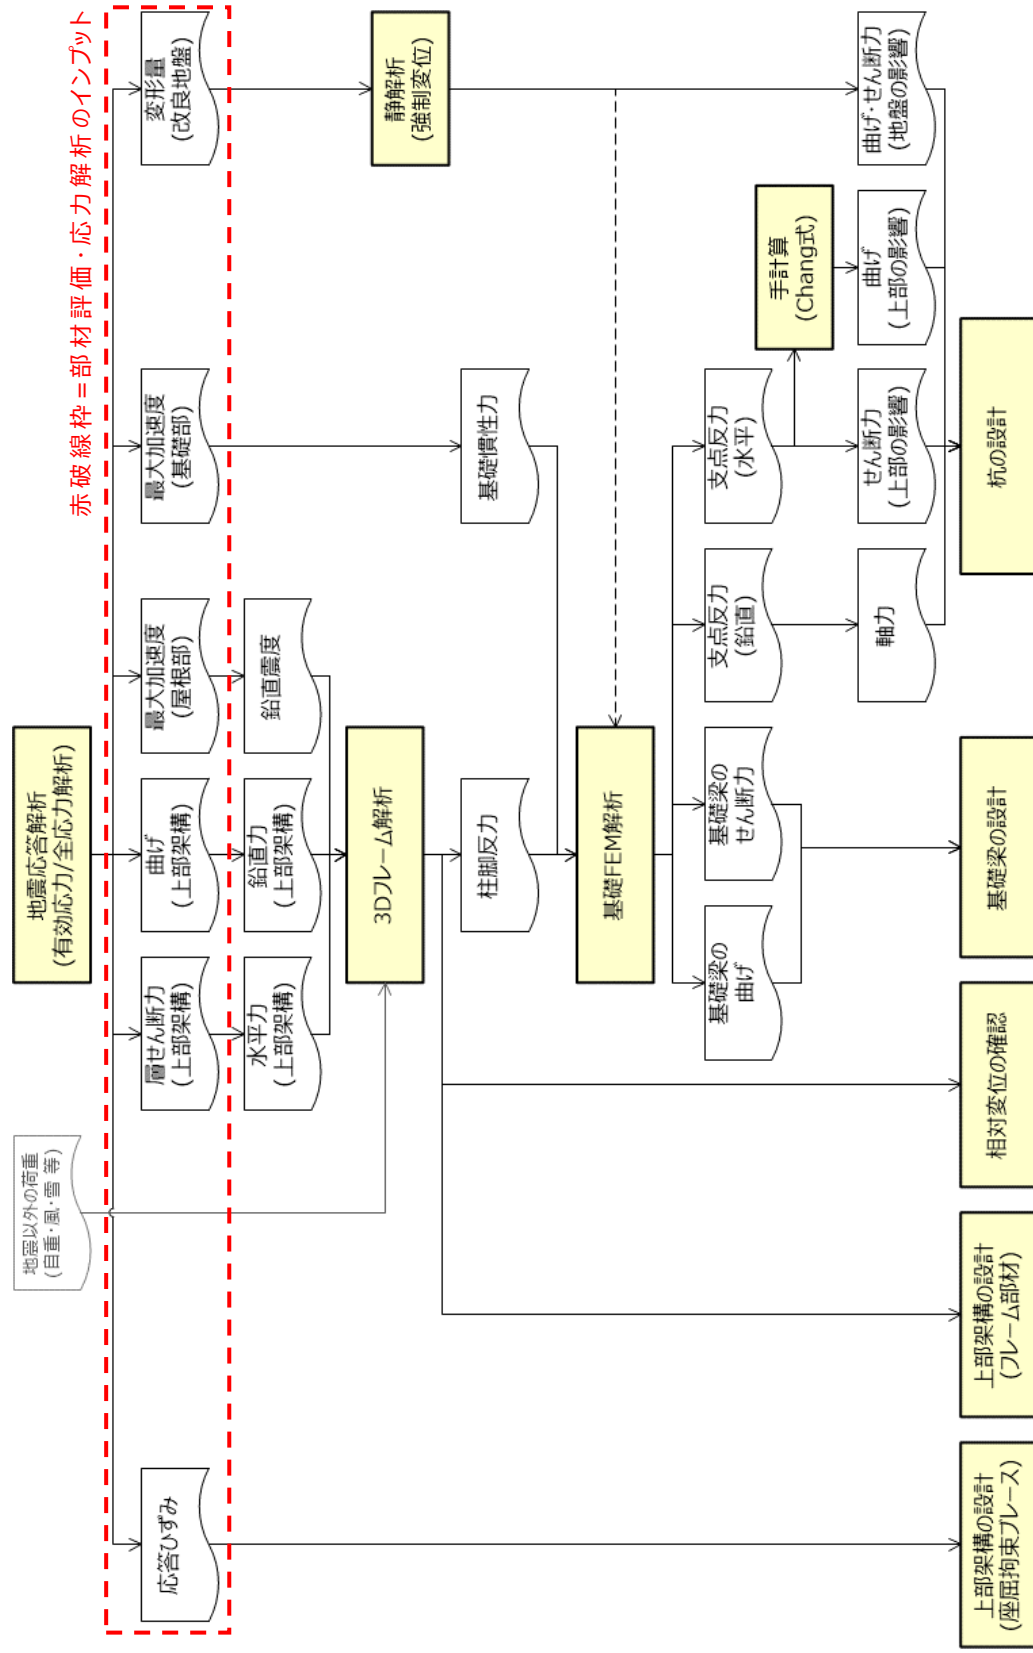 赤破線枠=部材評価・応力解析のインプット
地震応答解析
(有効応力/全応力解析)
地震以外の荷重
(自重・風・雪 等)
応答ひずみ
層せん断力
(上部架構)
曲げ
(上部架構)
最大加速度
(屋根部)
最大加速度
(基礎部)
変形量
(改良地盤)
水平力
(上部架構)
鉛直力
(上部架構)
鉛直震度
3Dフレーム解析
静解析
(強制変位)
柱脚反力
基礎慣性力
基礎FEM解析
基礎梁の
曲げ
基礎梁の
せん断力
支点反力
(鉛直)
支点反力
(水平)
手計算
(Chang式)
軸力
せん断力
(上部の影響)
曲げ
(上部の影響)
曲げ・せん断力
(地盤の影響)
上部架構の設計
(座屈拘束ブレース)
上部架構の設計
(フレーム部材)
相対変位の確認
基礎梁の設計
杭の設計